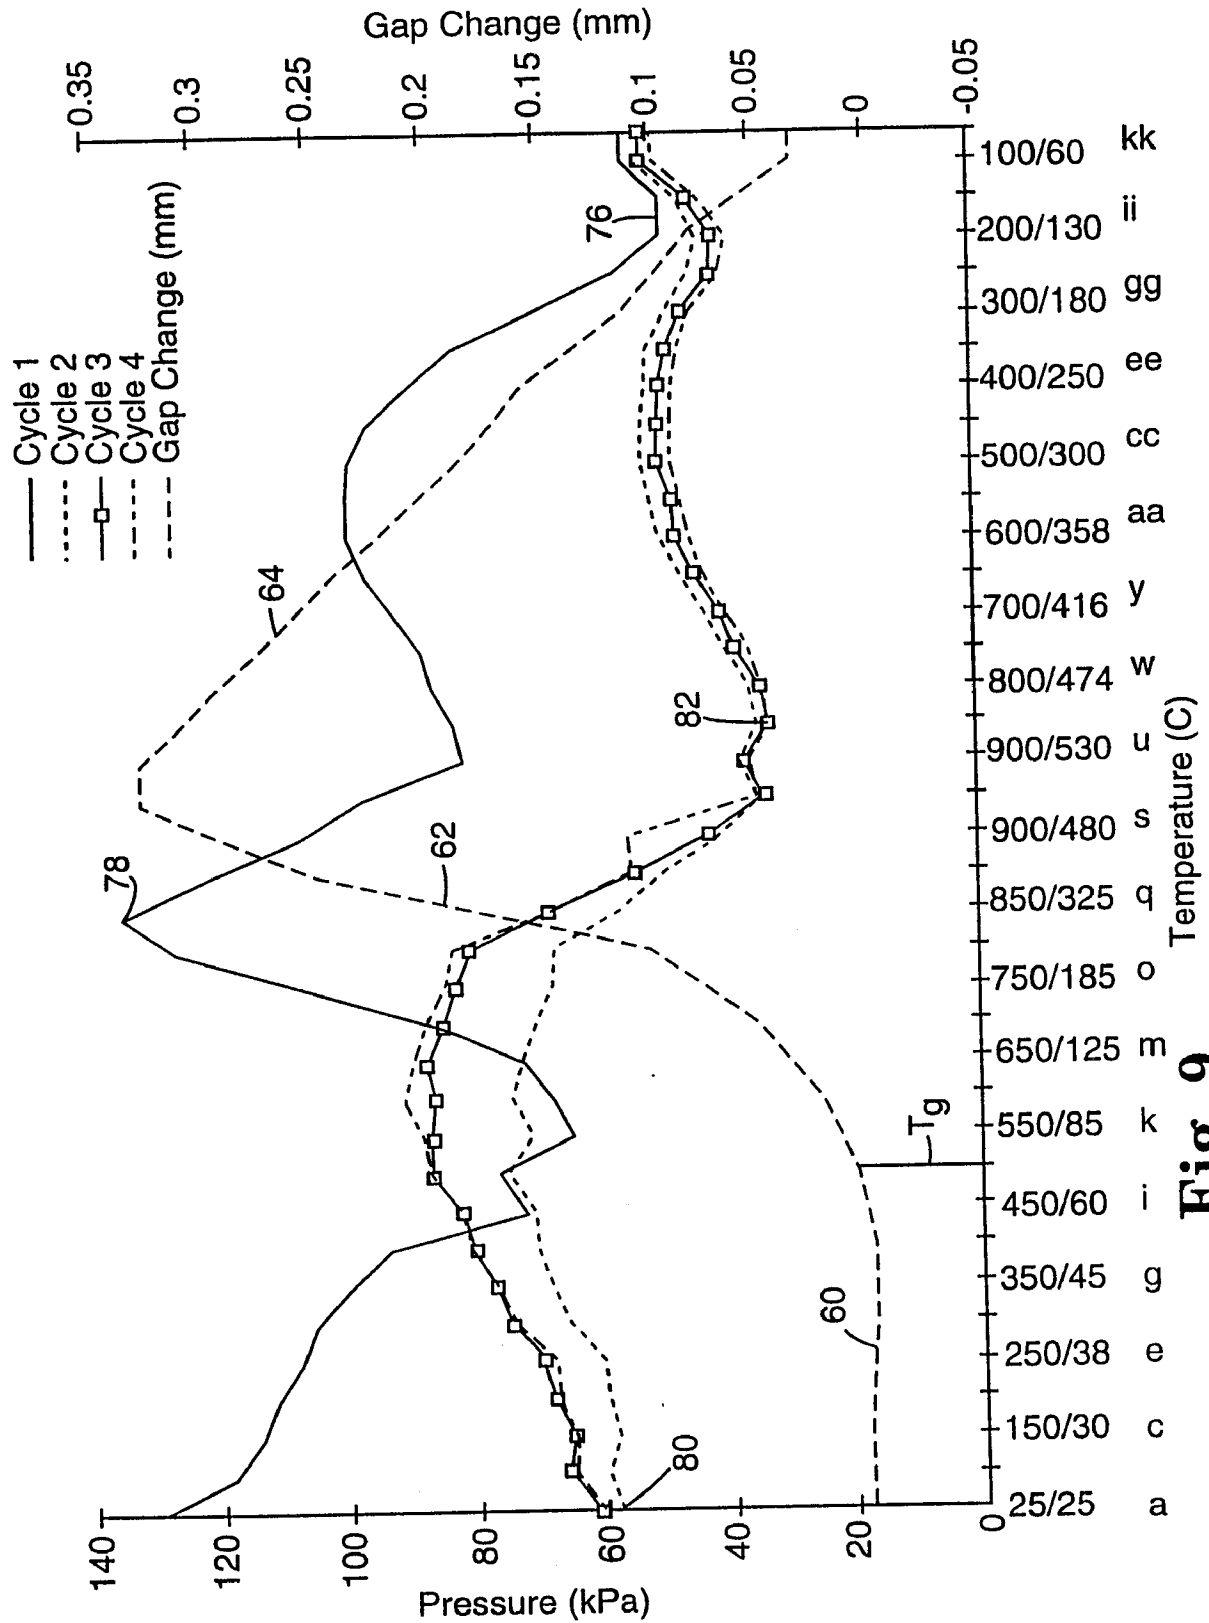 Gap Change (mm)
0.35
0.3
0.25
0.2
0.15
0.1
0.05
0
-0.05
Cycle 1
Cycle 2
Cycle 3
Cycle 4
Gap Change (mm)
76
64
78
62
82
80
60
Tg
100/60 kk
200/130 ii
300/180 gg
400/250 ee
500/300 cc
600/358 aa
700/416 y
800/474 w
900/530 u
900/480 s
850/325 q
750/185 o
650/125 m
550/85 k
450/60 i
350/45 g
250/38 e
150/30 c
25/25 a
Temperature (C)
140
120
100
80
60
40
20
0
Pressure (kPa)
Fig. 9